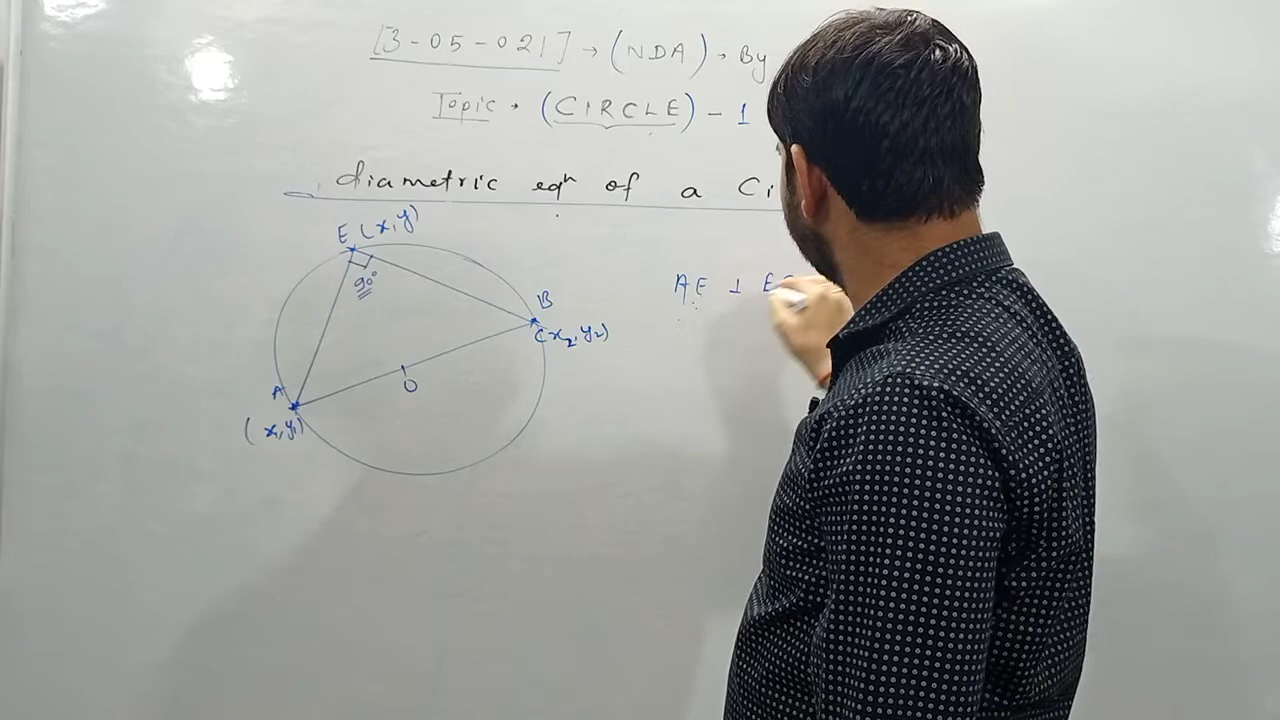 [3-05-021] → (NDA) → By
Topic → (CIRCLE) - 1
diametric eqⁿ of a Ci
E (x, y)
90°
AE ⊥ E
B
(x₂, y₂)
O
A
(x₁, y₁)